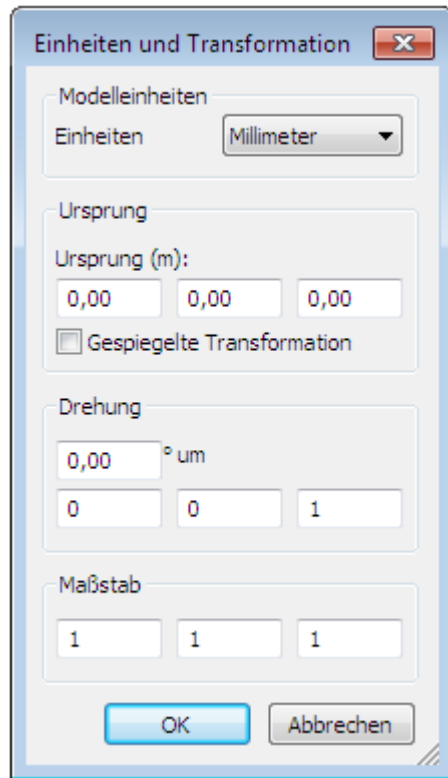 Einheiten und Transformation
Modelleinheiten
Einheiten Millimeter
Ursprung
Ursprung (m):
0,00 0,00 0,00
Gespiegelte Transformation
Drehung
0,00 ° um
0 0 1
Maßstab
1 1 1
OK Abbrechen